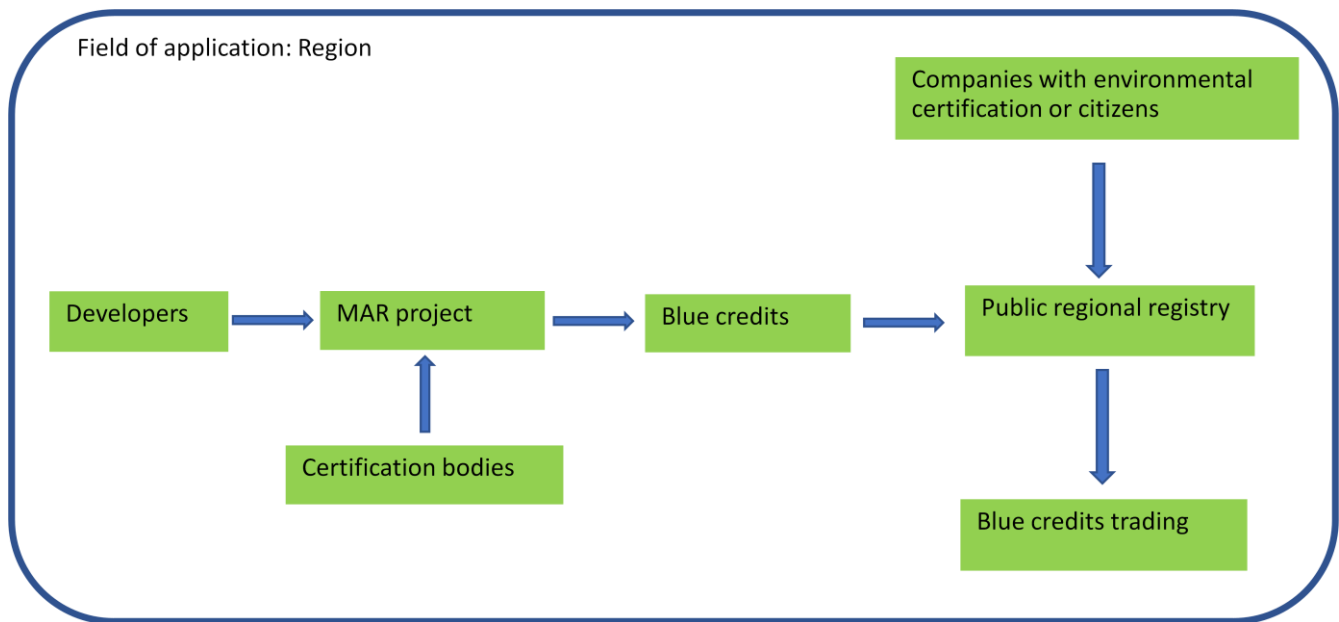 Field of application: Region
Companies with environmental
certification or citizens
Developers
MAR project
Blue credits
Public regional registry
Certification bodies
Blue credits trading